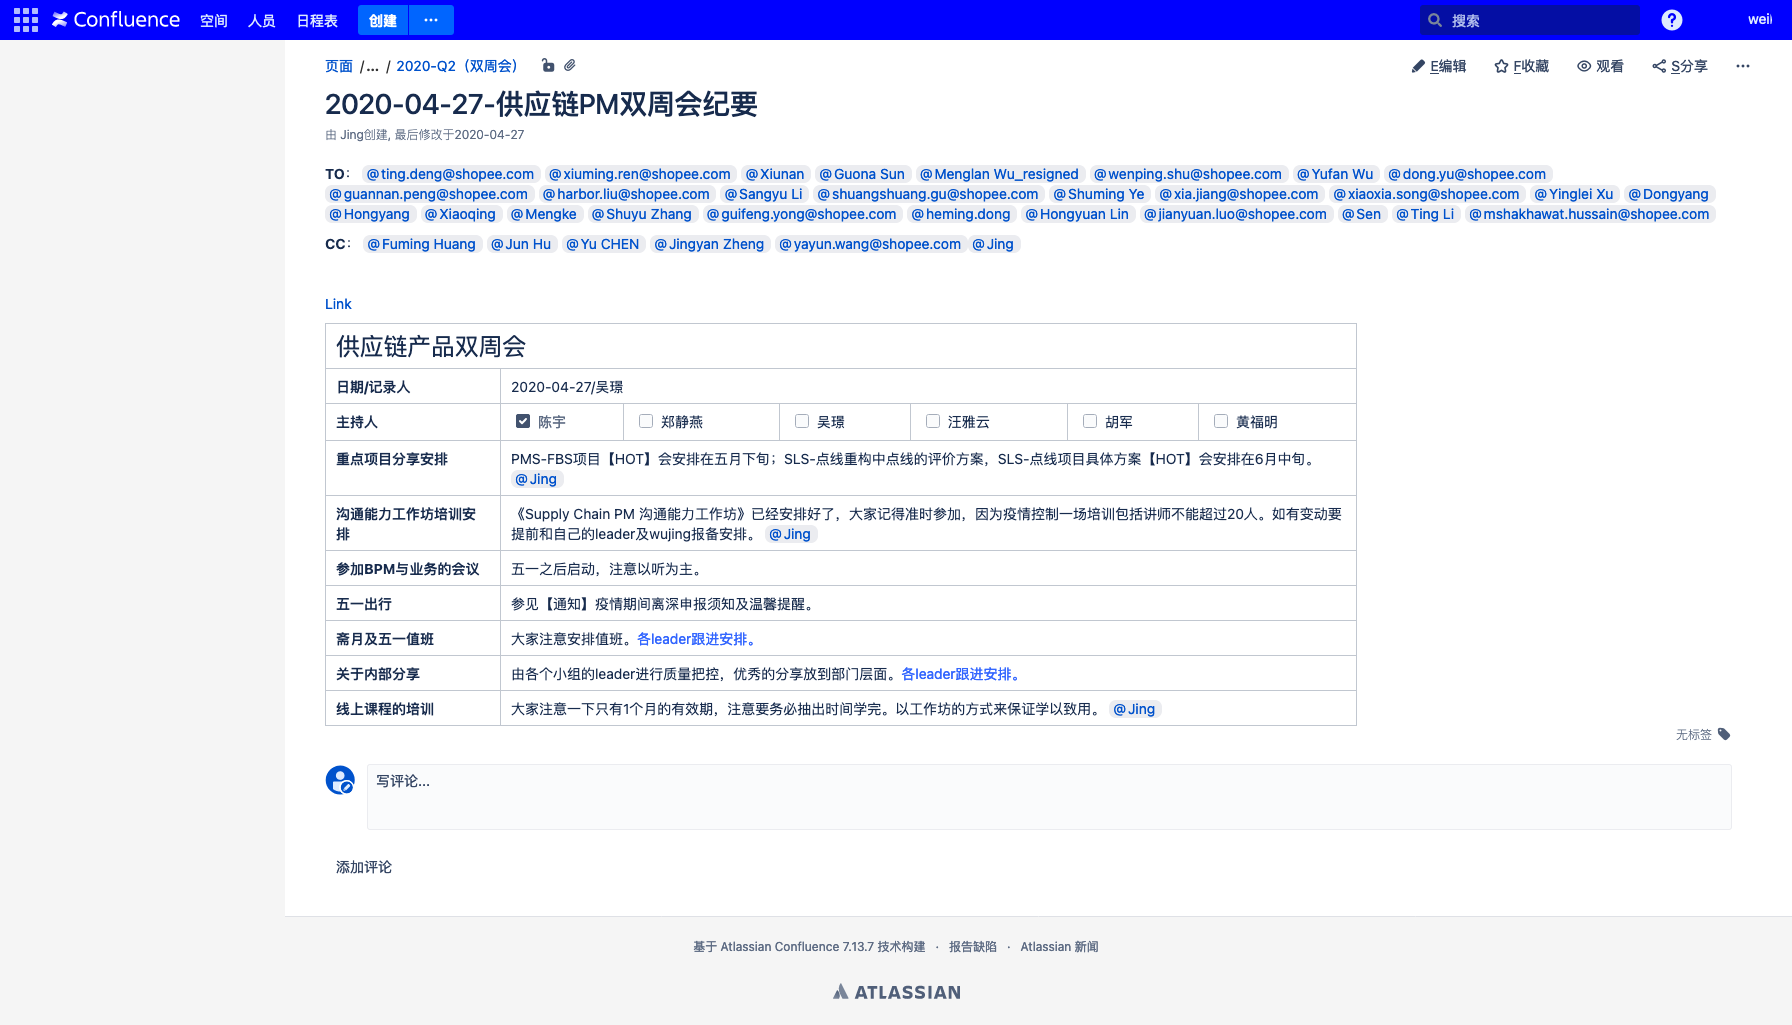 Confluence 空间 人员 日程表 创建 ··· 搜索 ? wei
页面 /... / 2020-Q2（双周会） E编辑 F收藏 观看 S分享 ···
2020-04-27-供应链PM双周会纪要
由 Jing创建, 最后修改于2020-04-27
TO： @ting.deng@shopee.com @xiuming.ren@shopee.com @Xiunan @Guona Sun @Menglan Wu_resigned @wenping.shu@shopee.com @Yufan Wu @dong.yu@shopee.com
@guannan.peng@shopee.com @harbor.liu@shopee.com @Sangyu Li @shuangshuang.gu@shopee.com @Shuming Ye @xia.jiang@shopee.com @xiaoxia.song@shopee.com @Yinglei Xu @Dongyang
@Hongyang @Xiaoqing @Mengke @Shuyu Zhang @guifeng.yong@shopee.com @heming.dong @Hongyuan Lin @jianyuan.luo@shopee.com @Sen @Ting Li @mshakhawat.hussain@shopee.com
CC： @Fuming Huang @Jun Hu @Yu CHEN @Jingyan Zheng @yayun.wang@shopee.com @Jing
Link
供应链产品双周会
日期/记录人 2020-04-27/吴璟
主持人 陈宇 郑静燕 吴璟 汪雅云 胡军 黄福明
重点项目分享安排 PMS-FBS项目【HOT】会安排在五月下旬；SLS-点线重构中点线的评价方案，SLS-点线项目具体方案【HOT】会安排在6月中旬。
@Jing
沟通能力工作坊培训安排 《Supply Chain PM 沟通能力工作坊》已经安排好了，大家记得准时参加，因为疫情控制一场培训包括讲师不能超过20人。如有变动要
提前和自己的leader及wujing报备安排。 @Jing
参加BPM与业务的会议 五一之后启动，注意以听为主。
五一出行 参见【通知】疫情期间离深申报须知及温馨提醒。
斋月及五一值班 大家注意安排值班。各leader跟进安排。
关于内部分享 由各个小组的leader进行质量把控，优秀的分享放到部门层面。各leader跟进安排。
线上课程的培训 大家注意一下只有1个月的有效期，注意要务必抽出时间学完。以工作坊的方式来保证学以致用。 @Jing
无标签
写评论...
添加评论
基于 Atlassian Confluence 7.13.7 技术构建 · 报告缺陷 · Atlassian 新闻
ATLASSIAN